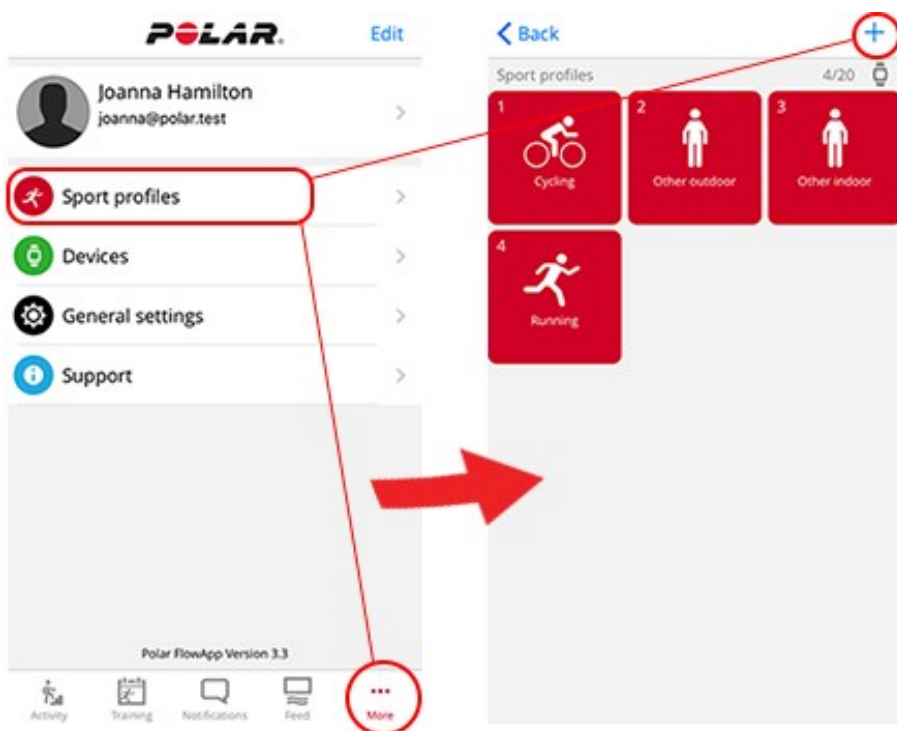 POLAR.
Edit
Joanna Hamilton
joanna@polar.test
Sport profiles
Devices
General settings
Support
Polar FlowApp Version 3.3
Activity
Training
Notifications
Feed
More
Back
Sport profiles
4/20
1
Cycling
2
Other outdoor
3
Other indoor
4
Running